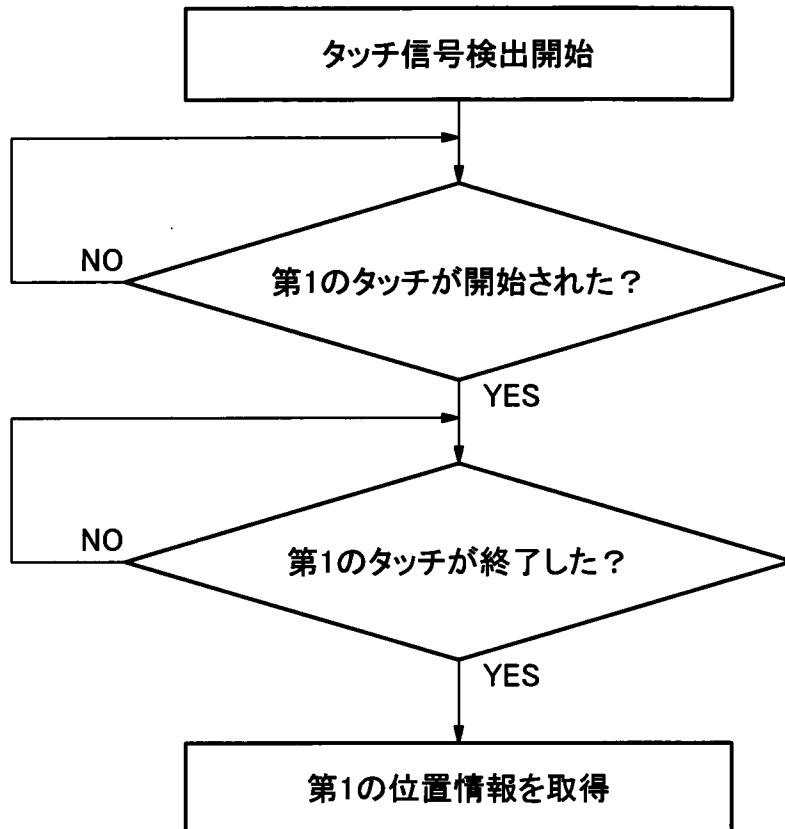 タッチ信号検出開始
NO
第1のタッチが開始された?
YES
NO
第1のタッチが終了した?
YES
第1の位置情報を取得